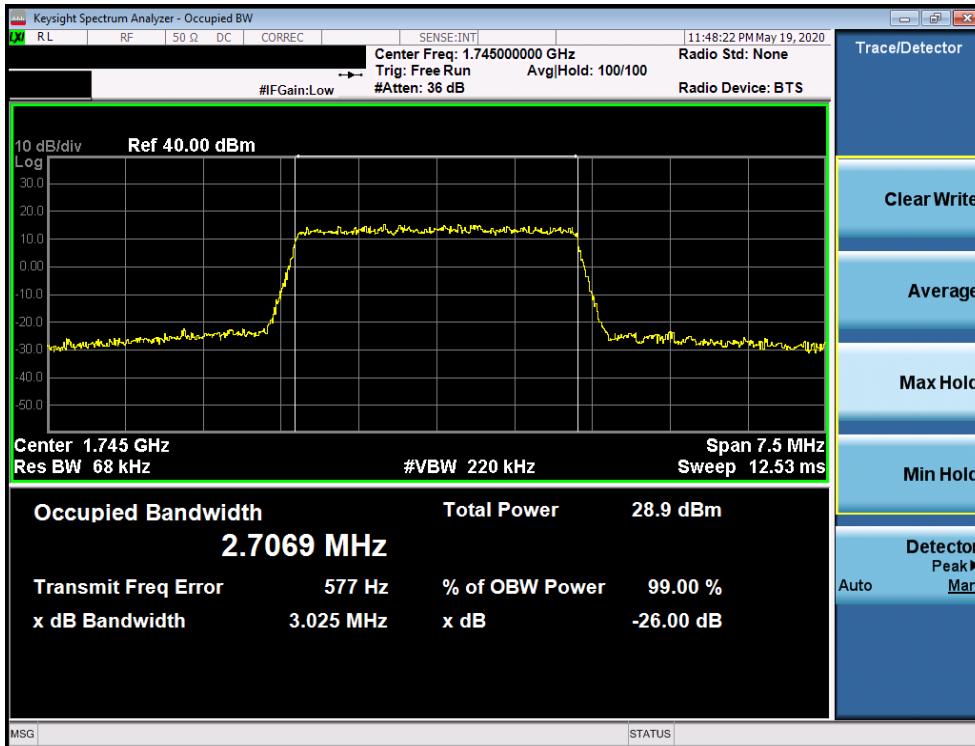 Keysight Spectrum Analyzer - Occupied BW
LXI RL RF 50 Ω DC CORREC SENSE:INT 11:48:22 PM May 19, 2020
Center Freq: 1.745000000 GHz Radio Std: None
Trig: Free Run Avg|Hold: 100/100
#IFGain:Low #Atten: 36 dB Radio Device: BTS
Trace/Detector
10 dB/div Ref 40.00 dBm
Log
30.0
20.0
10.0
0.00
-10.0
-20.0
-30.0
-40.0
-50.0
Center 1.745 GHz Span 7.5 MHz
Res BW 68 kHz #VBW 220 kHz Sweep 12.53 ms
Clear Write
Average
Max Hold
Min Hold
Detector
Peak▶
Auto Man
Occupied Bandwidth Total Power 28.9 dBm
2.7069 MHz
Transmit Freq Error 577 Hz % of OBW Power 99.00 %
x dB Bandwidth 3.025 MHz x dB -26.00 dB
MSG STATUS